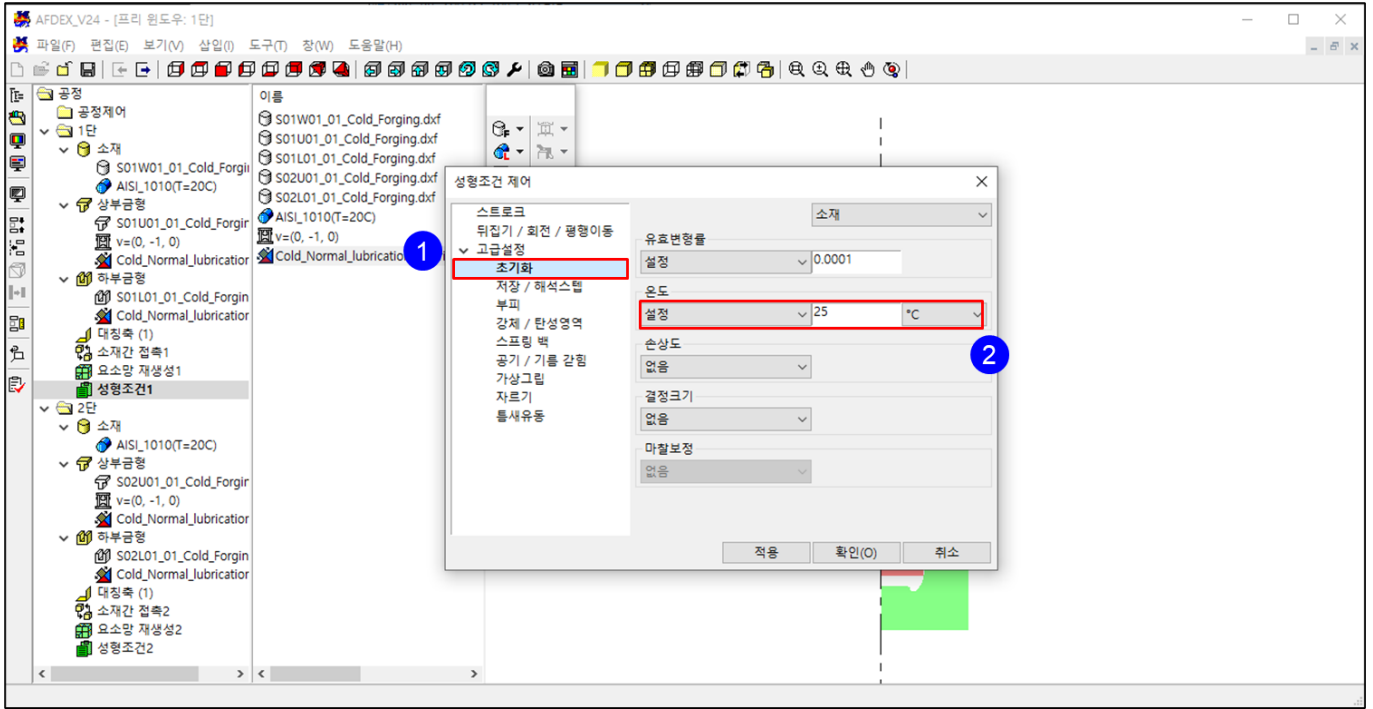 AFDEX_V24 - [프리 윈도우: 1단]
파일(F) 편집(E) 보기(V) 삽입(I) 도구(T) 창(W) 도움말(H)
공정
공정제어
1단
소재
S01W01_01_Cold_Forgi
AISI_1010(T=20C)
상부금형
S01U01_01_Cold_Forgir
v=(0, -1, 0)
Cold_Normal_lubricatior
하부금형
S01L01_01_Cold_Forgin
Cold_Normal_lubricatior
대칭축 (1)
소재간 접촉1
요소망 재생성1
성형조건1
2단
소재
AISI_1010(T=20C)
상부금형
S02U01_01_Cold_Forgir
v=(0, -1, 0)
Cold_Normal_lubricatior
하부금형
S02L01_01_Cold_Forgin
Cold_Normal_lubricatior
대칭축 (1)
소재간 접촉2
요소망 재생성2
성형조건2
이름
S01W01_01_Cold_Forging.dxf
S01U01_01_Cold_Forging.dxf
S01L01_01_Cold_Forging.dxf
S02U01_01_Cold_Forging.dxf
S02L01_01_Cold_Forging.dxf
AISI_1010(T=20C)
v=(0, -1, 0)
Cold_Normal_lubricatio
1
성형조건 제어
스트로크
뒤집기 / 회전 / 평행이동
고급설정
초기화
저장 / 해석스텝
부피
강체 / 탄성영역
스프링 백
공기 / 기름 갇힘
가상그립
자르기
틈새유동
소재
유효변형률
설정 0.0001
온도
설정 25 °C
2
손상도
없음
결정크기
없음
마찰보정
없음
적용 확인(O) 취소